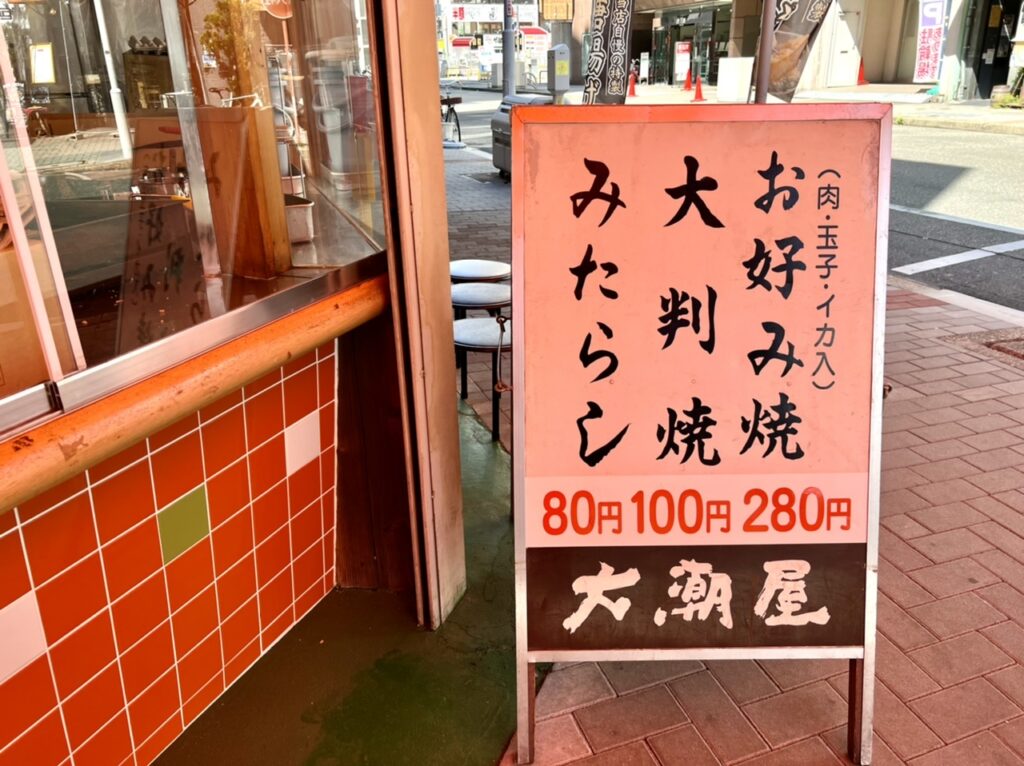 （肉・玉子・イカ入）
お好み焼
大判焼
みたらし
80円 100円 280円
大潮屋